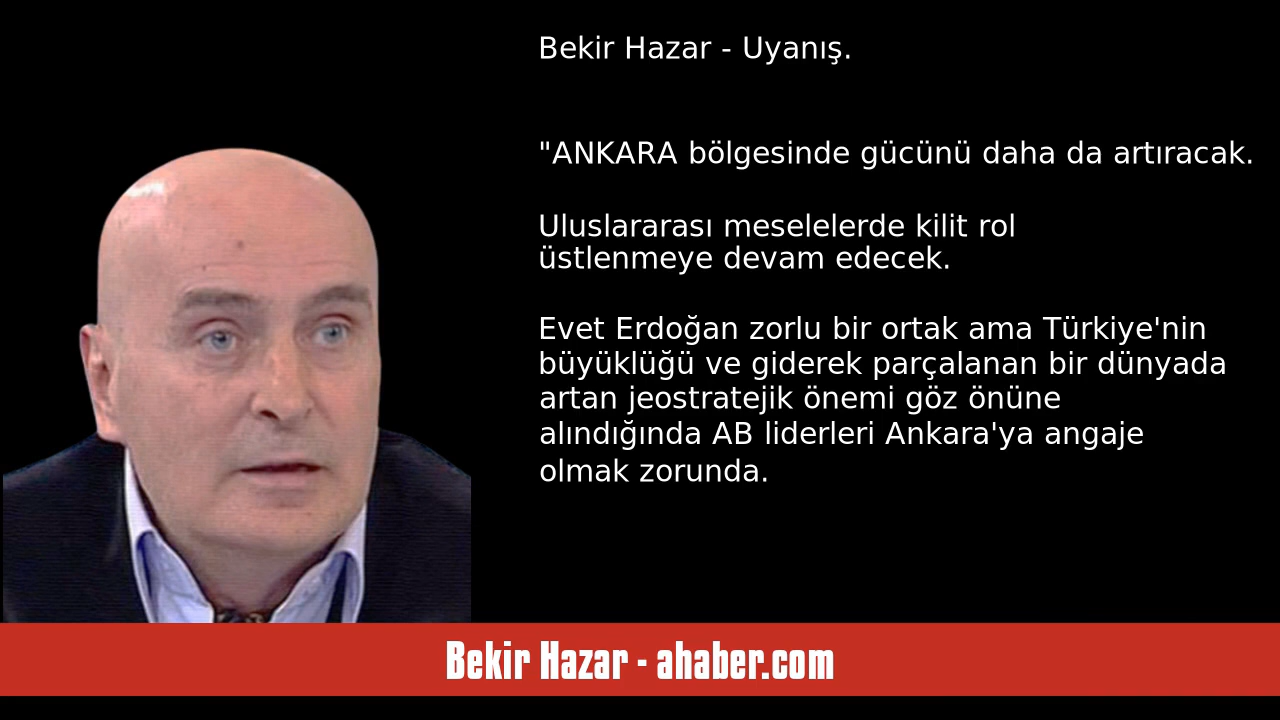 Bekir Hazar - Uyanış.
"ANKARA bölgesinde gücünü daha da artıracak.
Uluslararası meselelerde kilit rol
üstlenmeye devam edecek.
Evet Erdoğan zorlu bir ortak ama Türkiye'nin
büyüklüğü ve giderek parçalanan bir dünyada
artan jeostratejik önemi göz önüne
alındığında AB liderleri Ankara'ya angaje
olmak zorunda.
Bekir Hazar - ahaber.com